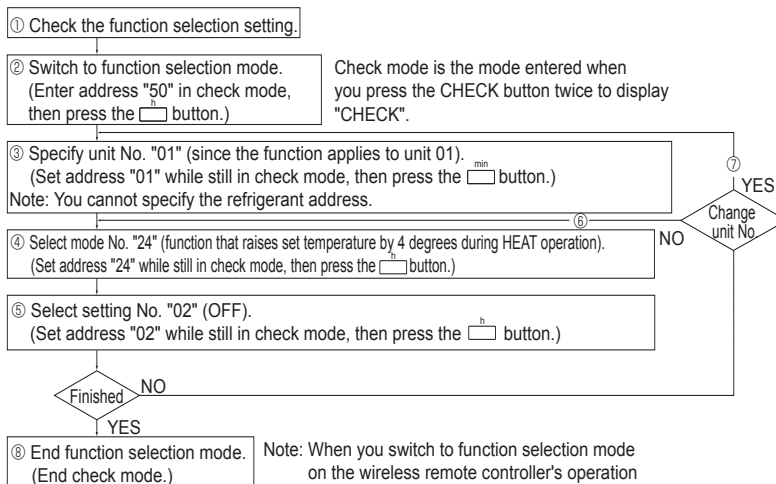 ① Check the function selection setting.
② Switch to function selection mode.
(Enter address "50" in check mode,
then press the h button.)
Check mode is the mode entered when
you press the CHECK button twice to display
"CHECK".
③ Specify unit No. "01" (since the function applies to unit 01).
(Set address "01" while still in check mode, then press the min button.)
Note: You cannot specify the refrigerant address.
⑦
YES
Change
unit No.
⑥
NO
④ Select mode No. "24" (function that raises set temperature by 4 degrees during HEAT operation).
(Set address "24" while still in check mode, then press the h button.)
⑤ Select setting No. "02" (OFF).
(Set address "02" while still in check mode, then press the h button.)
Finished
NO
YES
⑧ End function selection mode.
(End check mode.)
Note: When you switch to function selection mode
on the wireless remote controller's operation